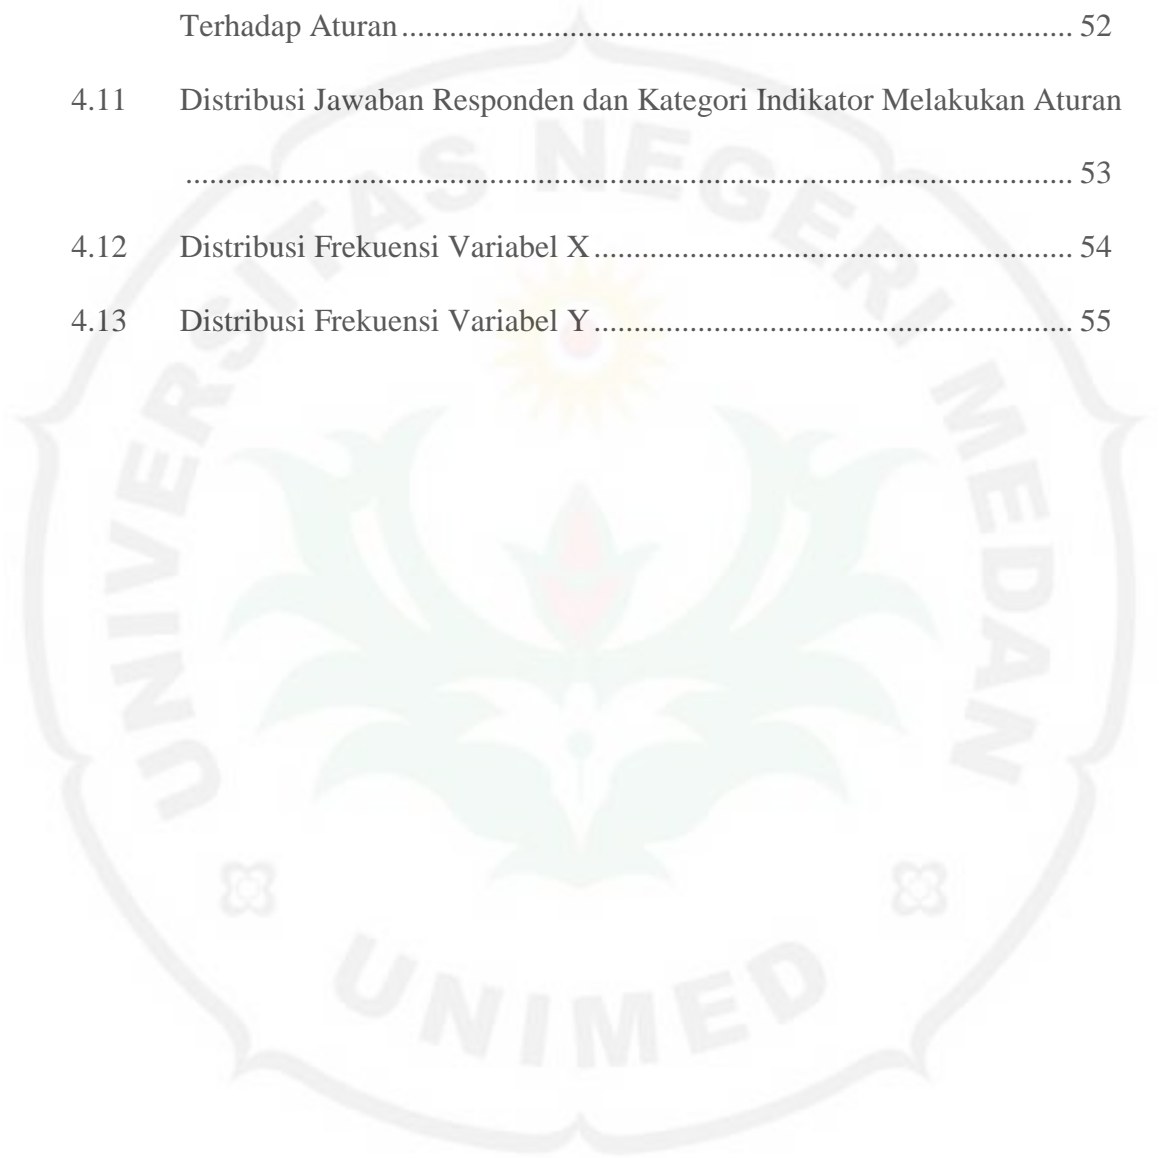 Terhadap Aturan.................................................................................... 52
4.11 Distribusi Jawaban Responden dan Kategori Indikator Melakukan Aturan
............................................................................................................... 53
4.12 Distribusi Frekuensi Variabel X............................................................ 54
4.13 Distribusi Frekuensi Variabel Y............................................................ 55
UNIVERSITAS NEGERI MEDAN
UNIMED